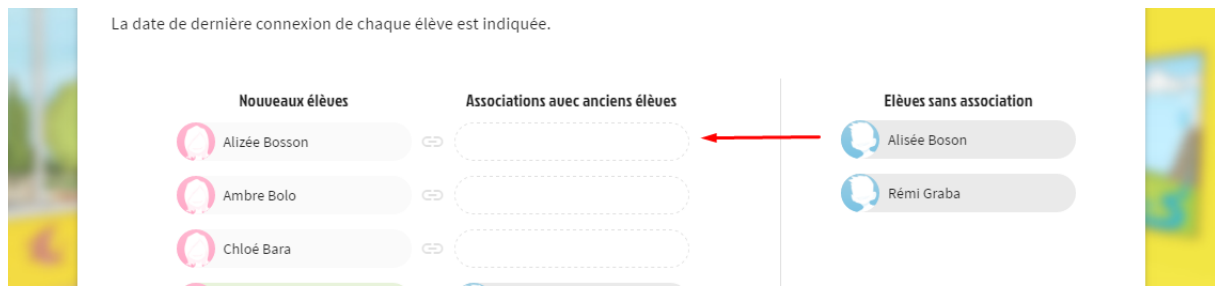 La date de dernière connexion de chaque élève est indiquée.
Nouveaux élèves
Associations avec anciens élèves
Elèves sans association
Alizée Bosson
Alisée Boson
Ambre Bolo
Rémi Graba
Chloé Bara